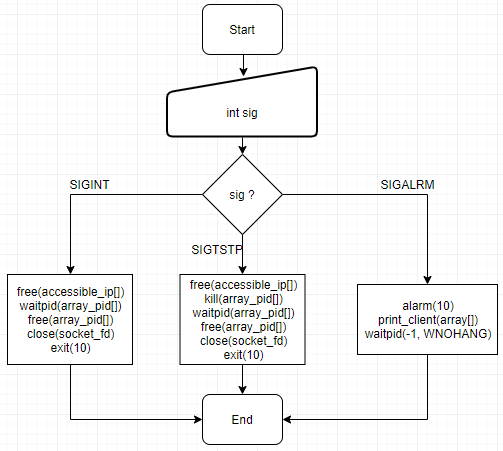 Start
int sig
sig ?
SIGINT
SIGTSTP
SIGALRM
free(accessible_ip[])
waitpid(array_pid[])
free(array_pid[])
close(socket_fd)
exit(10)
free(accessible_ip[])
kill(array_pid[])
waitpid(array_pid[])
free(array_pid[])
close(socket_fd)
exit(10)
alarm(10)
print_client(array[])
waitpid(-1, WNOHANG)
End